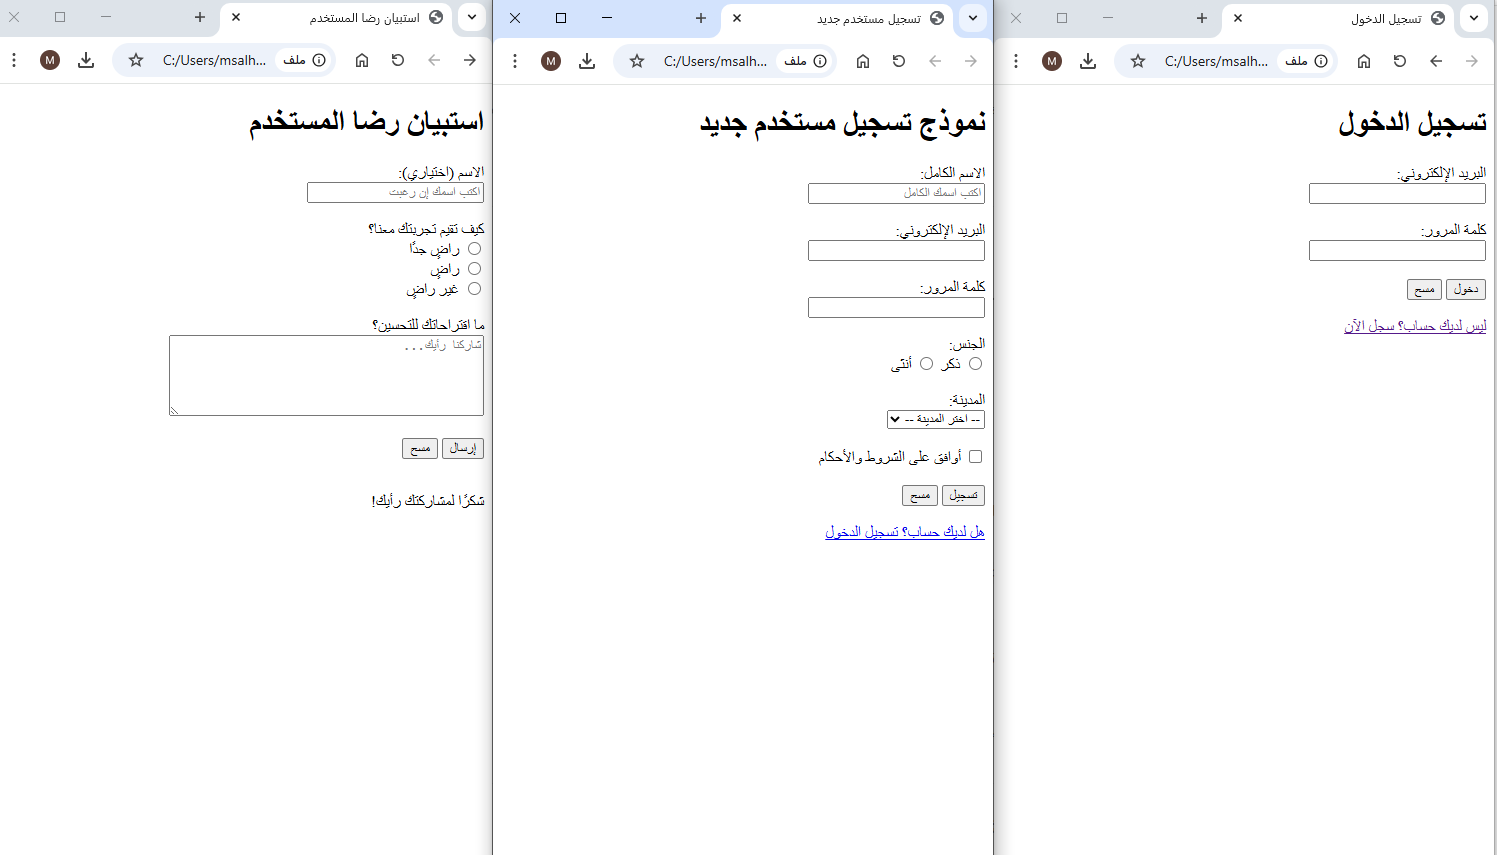 تسجيل الدخول
ملف
C:/Users/msalh...
M
تسجيل الدخول
البريد الإلكتروني:
كلمة المرور:
دخول مسح
ليس لديك حساب؟ سجل الآن
تسجيل مستخدم جديد
ملف
C:/Users/msalh...
M
نموذج تسجيل مستخدم جديد
الاسم الكامل:
اكتب اسمك الكامل
البريد الإلكتروني:
كلمة المرور:
الجنس:
ذكر أنثى
المدينة:
-- اختر المدينة --
أوافق على الشروط والأحكام
تسجيل مسح
هل لديك حساب؟ تسجيل الدخول
استبيان رضا المستخدم
ملف
C:/Users/msalh...
M
استبيان رضا المستخدم
الاسم (اختياري):
اكتب اسمك إن رغبت
كيف تقيم تجربتك معنا؟
راضٍ جدًا
راضٍ
غير راضٍ
ما اقتراحاتك للتحسين؟
شاركنا رأيك...
إرسال مسح
شكرًا لمشاركتك رأيك!